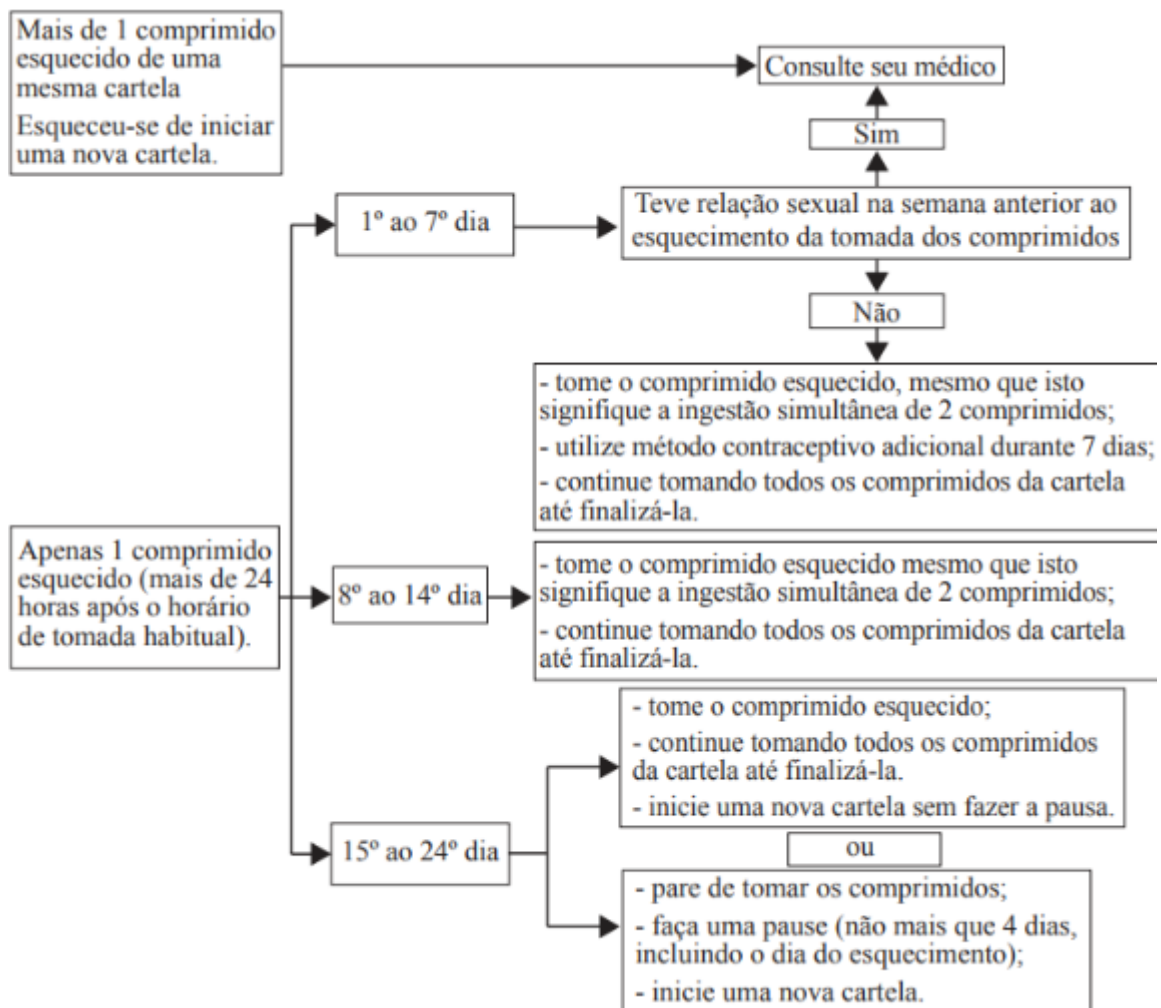 Mais de 1 comprimido
esquecido de uma
mesma cartela
Esqueceu-se de iniciar
uma nova cartela.
Consulte seu médico
Sim
1º ao 7º dia
Teve relação sexual na semana anterior ao
esquecimento da tomada dos comprimidos
Não
- tome o comprimido esquecido, mesmo que isto
signifique a ingestão simultânea de 2 comprimidos;
- utilize método contraceptivo adicional durante 7 dias;
- continue tomando todos os comprimidos da cartela
até finalizá-la.
Apenas 1 comprimido
esquecido (mais de 24
horas após o horário
de tomada habitual).
8º ao 14º dia
- tome o comprimido esquecido mesmo que isto
signifique a ingestão simultânea de 2 comprimidos;
- continue tomando todos os comprimidos da cartela
até finalizá-la.
15º ao 24º dia
- tome o comprimido esquecido;
- continue tomando todos os comprimidos
da cartela até finalizá-la.
- inicie uma nova cartela sem fazer a pausa.
ou
- pare de tomar os comprimidos;
- faça uma pause (não mais que 4 dias,
incluindo o dia do esquecimento);
- inicie uma nova cartela.